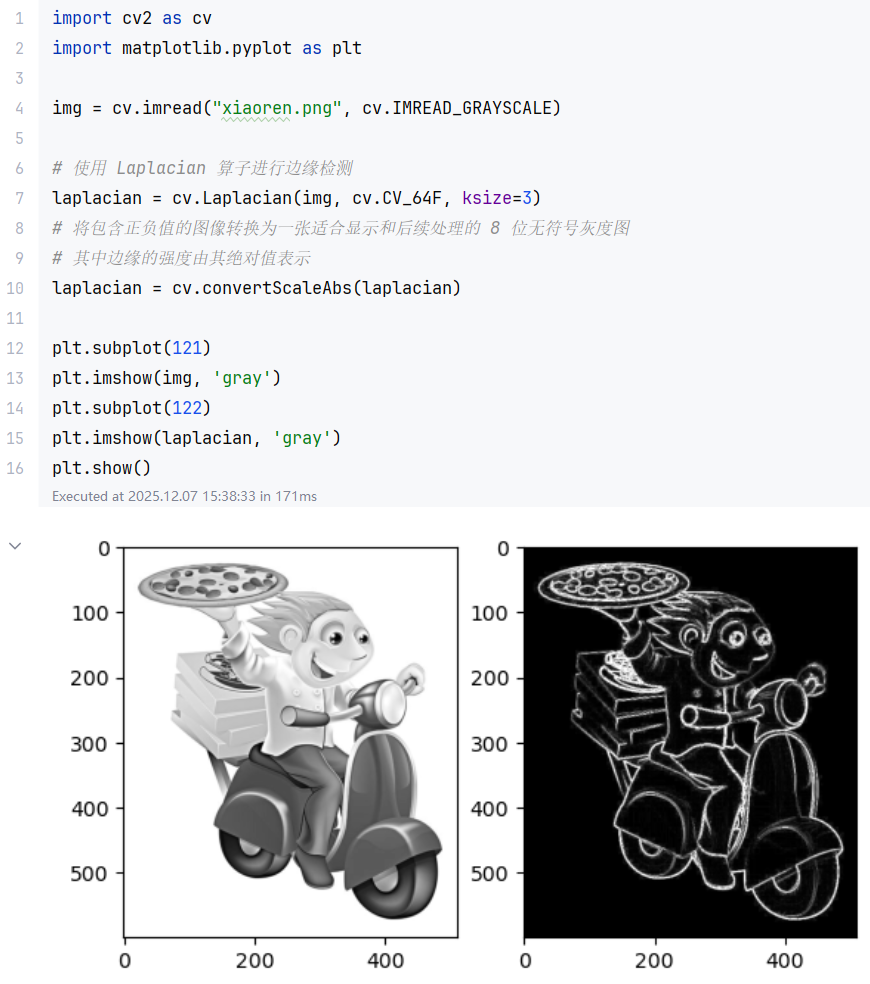 1 import cv2 as cv
2 import matplotlib.pyplot as plt
3
4 img = cv.imread("xiaoren.png", cv.IMREAD_GRAYSCALE)
5
6 # 使用 Laplacian 算子进行边缘检测
7 laplacian = cv.Laplacian(img, cv.CV_64F, ksize=3)
8 # 将包含正负值的图像转换为一张适合显示和后续处理的 8 位无符号灰度图
9 # 其中边缘的强度由其绝对值表示
10 laplacian = cv.convertScaleAbs(laplacian)
11
12 plt.subplot(121)
13 plt.imshow(img, 'gray')
14 plt.subplot(122)
15 plt.imshow(laplacian, 'gray')
16 plt.show()
Executed at 2025.12.07 15:38:33 in 171ms
0
100
200
300
400
500
0 200 400
0
100
200
300
400
500
0 200 400